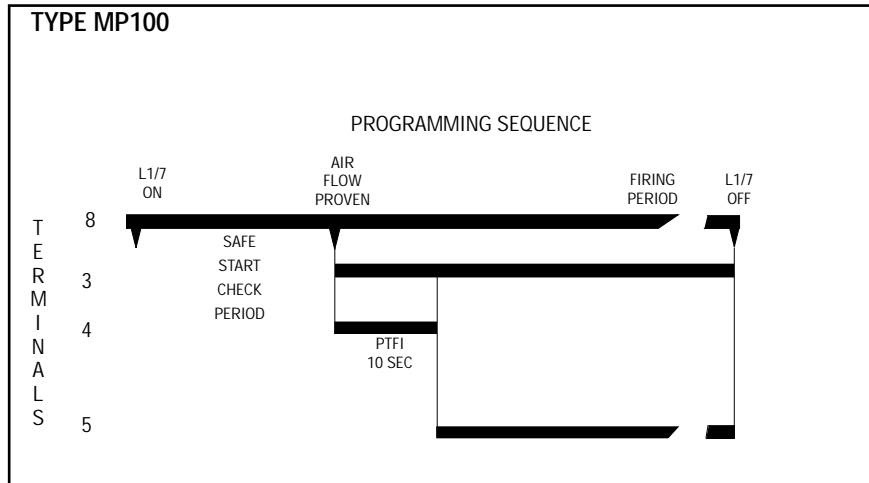 TYPE MP100
PROGRAMMING SEQUENCE
L1/7
ON
AIR
FLOW
PROVEN
FIRING
PERIOD
L1/7
OFF
TERMINALS
8
SAFE
START
CHECK
PERIOD
3
4
PTFI
10 SEC
5